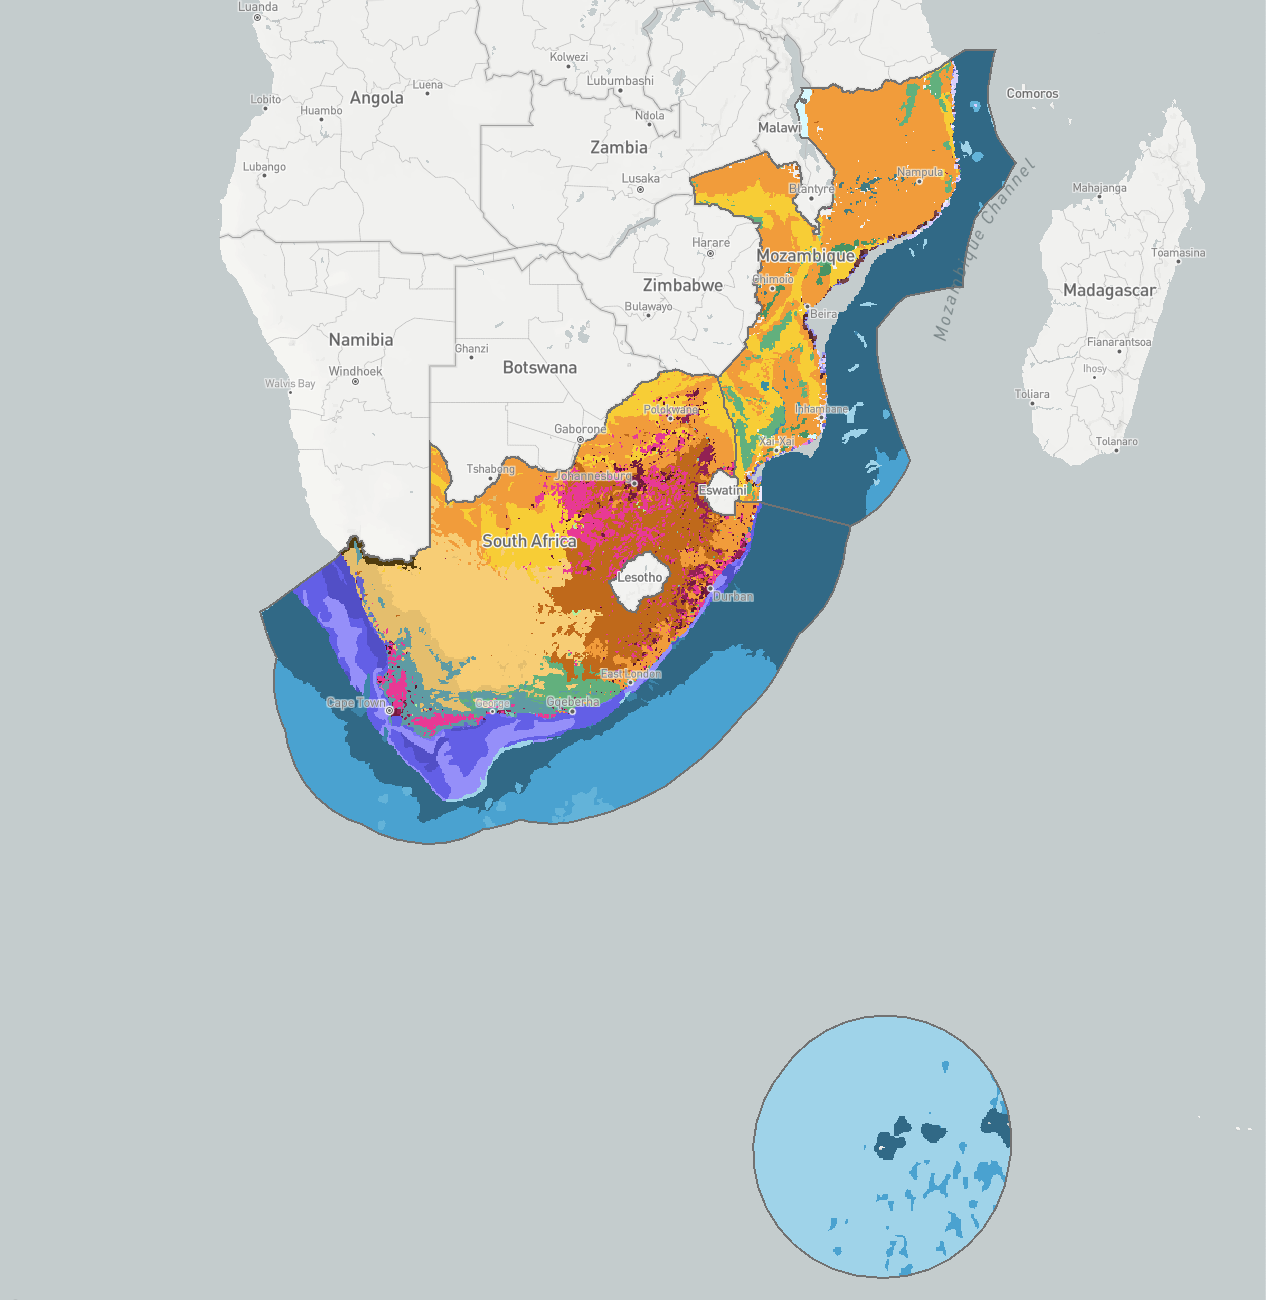 Luanda
Kolwezi
Lubumbashi
Luena
Angola
Lobito
Huambo
Comoros
Ndola
Malawi
Zambia
Lubango
Lusaka
Nampula
Blantyre
Mahajanga
Harare
Mozambique
Toamasina
Chimoio
Zimbabwe
Madagascar
Bulawayo
Beira
Mozambique Channel
Namibia
Ghanzi
Botswana
Windhoek
Fianarantsoa
Ihosy
Walvis Bay
Toliara
Polokwane
Inhambane
Gaborone
Xai-Xai
Tolanaro
Tshabong
Johannesburg
Eswatini
South Africa
Lesotho
Durban
East London
Cape Town
George
Gqeberha